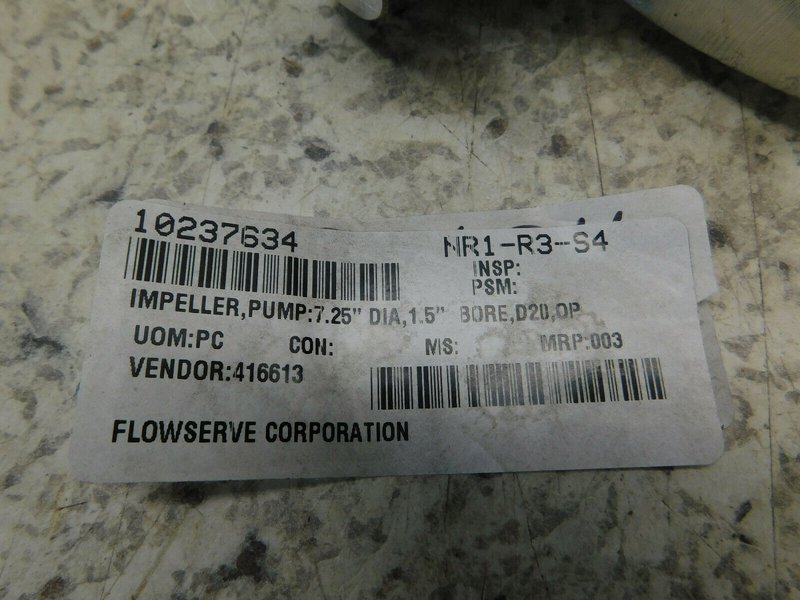 10237634
NR1-R3-S4
INSP:
PSM:
IMPELLER,PUMP:7.25" DIA,1.5" BORE,D20,OP
UOM:PC CON: MS: MRP:003
VENDOR:416613
FLOWSERVE CORPORATION